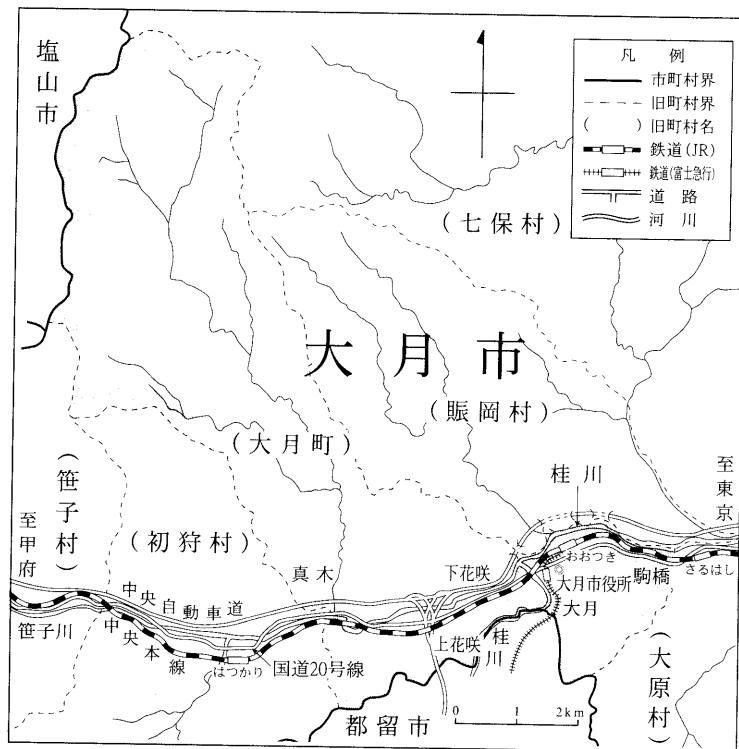 塩山市
凡例
市町村界
旧町村界
( ) 旧町村名
鉄道(JR)
鉄道(富士急行)
道路
河川
(七保村)
大月市
(賑岡村)
(大月町)
(笹子村)
(初狩村)
至甲府
至東京
桂川
真木
下花咲
おおつき
大月市役所
大月
駒橋
さるはし
中央自動車道
笹子川
中央本線
はつかり
国道20号線
上花咲
桂川
(大原村)
都留市
0 1 2km